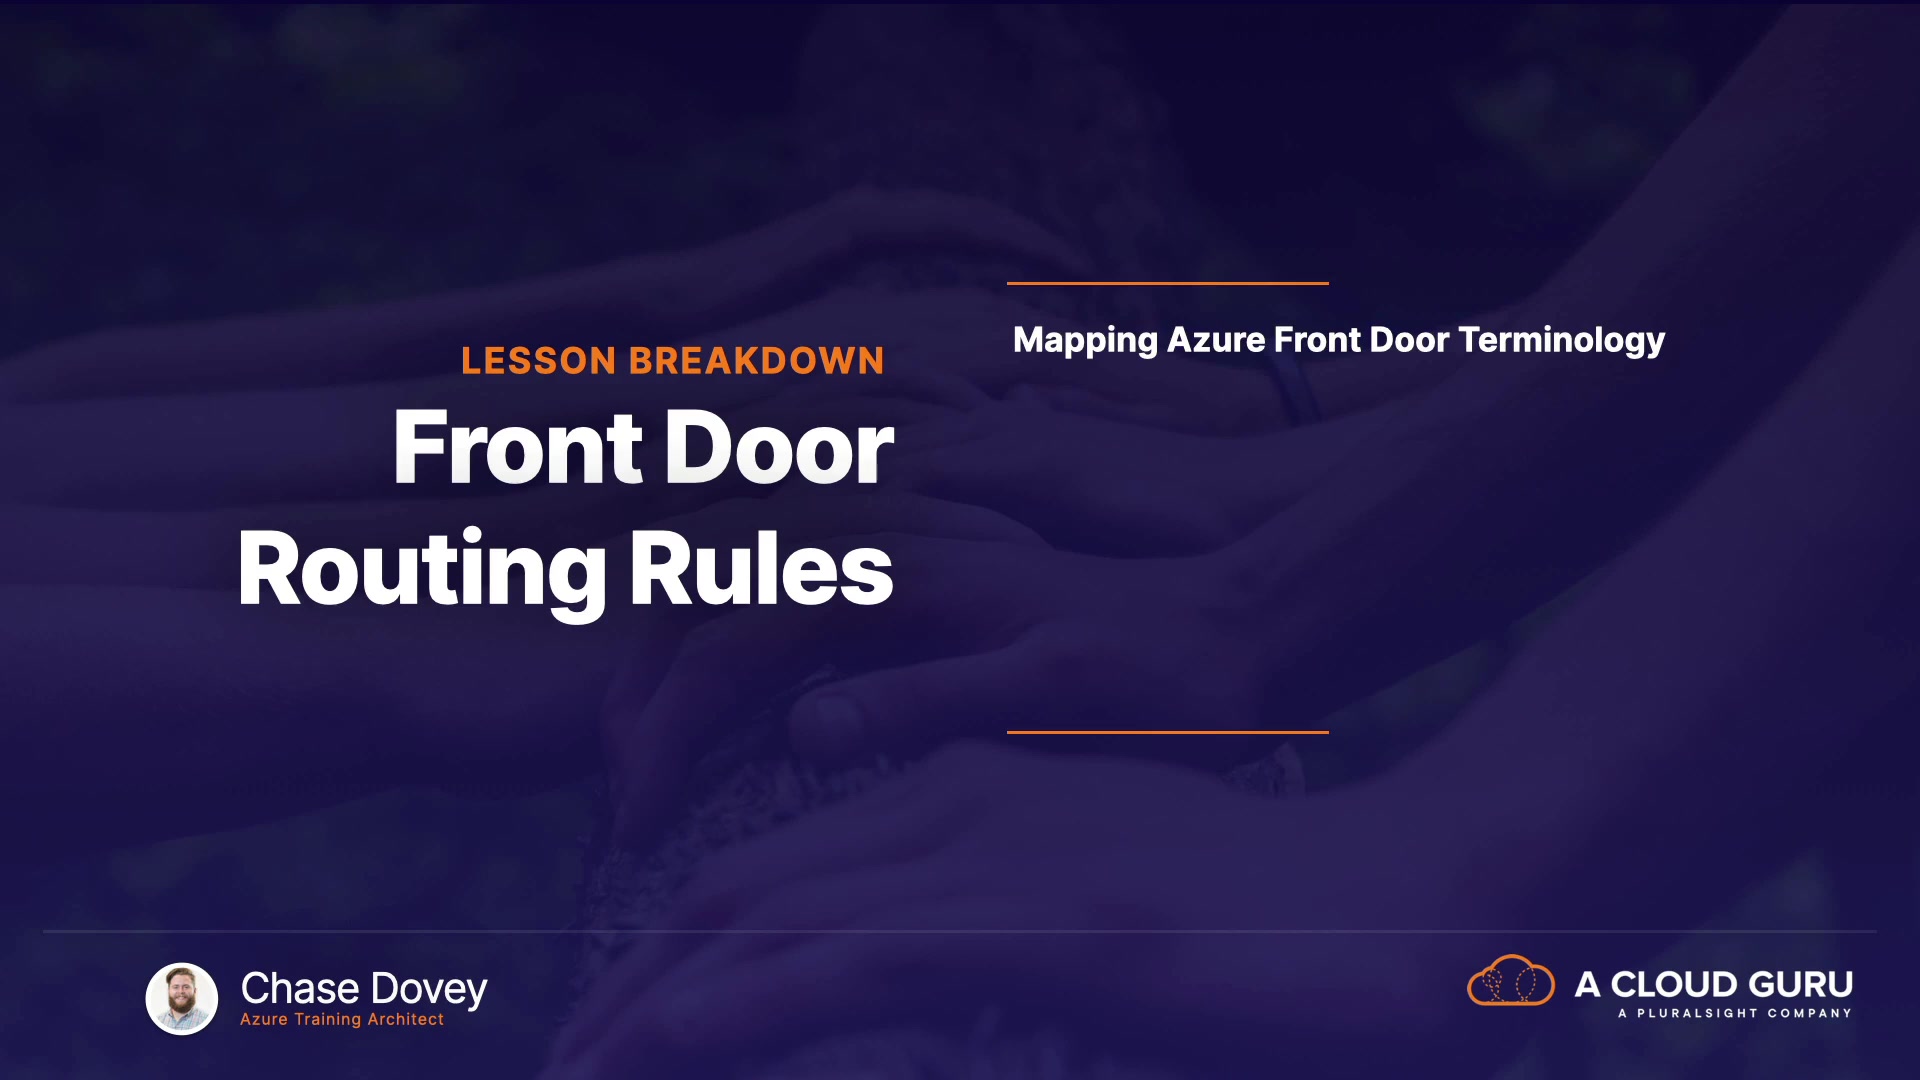 LESSON BREAKDOWN
Front Door
Routing Rules
Mapping Azure Front Door Terminology
Chase Dovey
Azure Training Architect
A CLOUD GURU
A PLURALSIGHT COMPANY